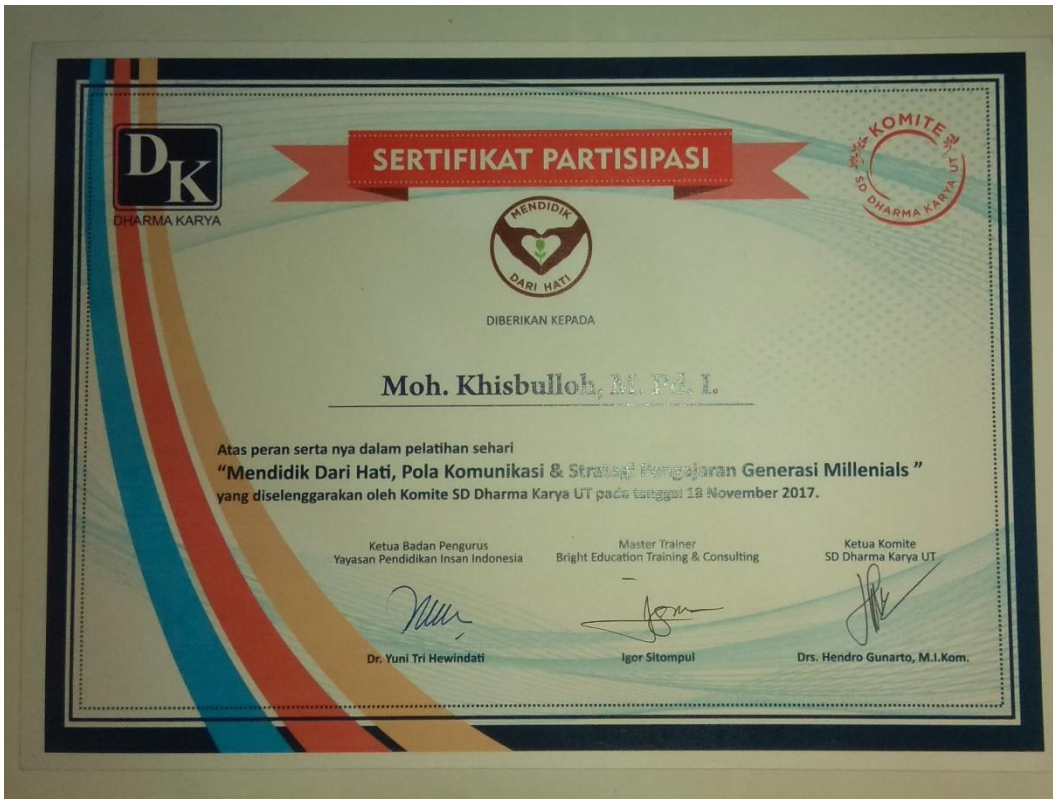 DK
DHARMA KARYA
SERTIFIKAT PARTISIPASI
KOMITE
SD DHARMA KARYA UT
MENDIDIK
DARI HATI
DIBERIKAN KEPADA
Moh. Khisbulloh, M. Pd. I.
Atas peran serta nya dalam pelatihan sehari
“Mendidik Dari Hati, Pola Komunikasi & Strategi Pengajaran Generasi Millenials ”
yang diselenggarakan oleh Komite SD Dharma Karya UT pada tanggal 18 November 2017.
Ketua Badan Pengurus
Yayasan Pendidikan Insan Indonesia
Dr. Yuni Tri Hewindati
Master Trainer
Bright Education Training & Consulting
Igor Sitompul
Ketua Komite
SD Dharma Karya UT
Drs. Hendro Gunarto, M.I.Kom.